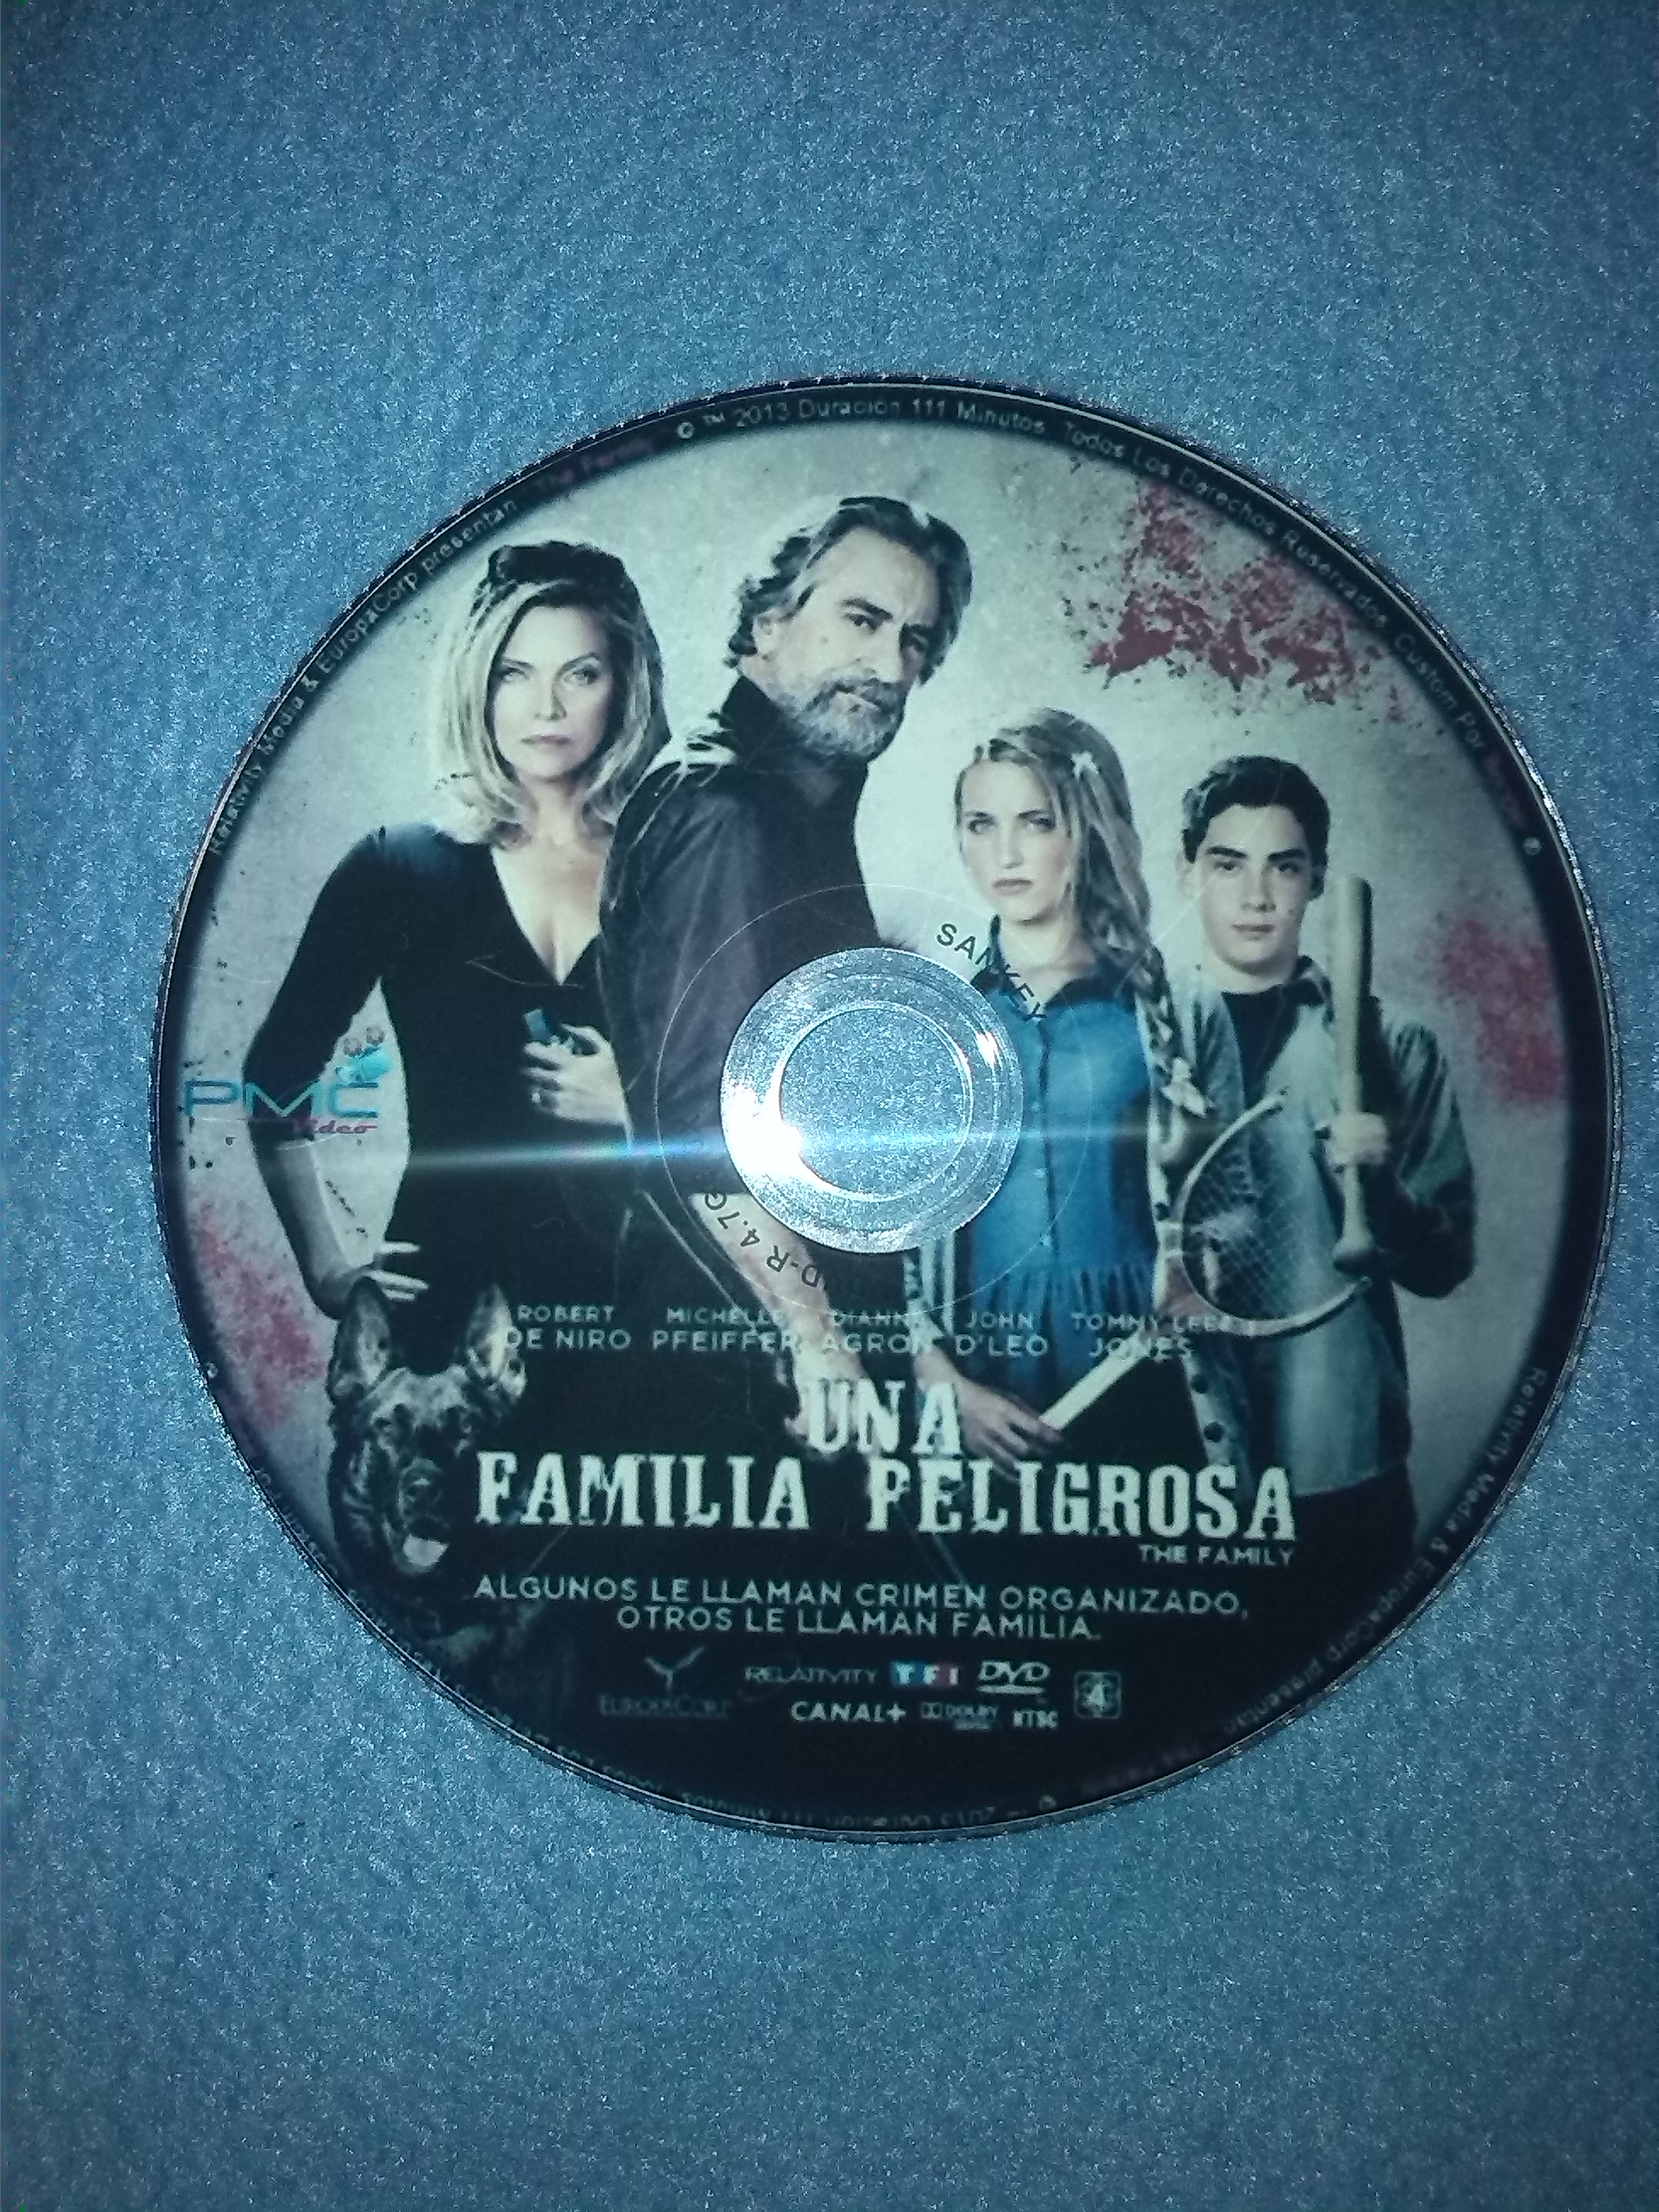 Relativity Media & EuropaCorp presentan "The Family" ©™ 2013 Duración 111 Minutos. Todos Los Derechos Reservados. Custom Por
SANKEY
PMC
Video
4.7G
ROBERT DE NIRO
MICHELLE PFEIFFER
DIANNA AGRON
JOHN D'LEO
TOMMY LEE JONES
UNA
FAMILIA PELIGROSA
THE FAMILY
ALGUNOS LE LLAMAN CRIMEN ORGANIZADO,
OTROS LE LLAMAN FAMILIA.
EUROPACORP
RELATIVITY
TF1
DVD
CANAL+
DOLBY
NTSC
4
Relativity Media & EuropaCorp presentan